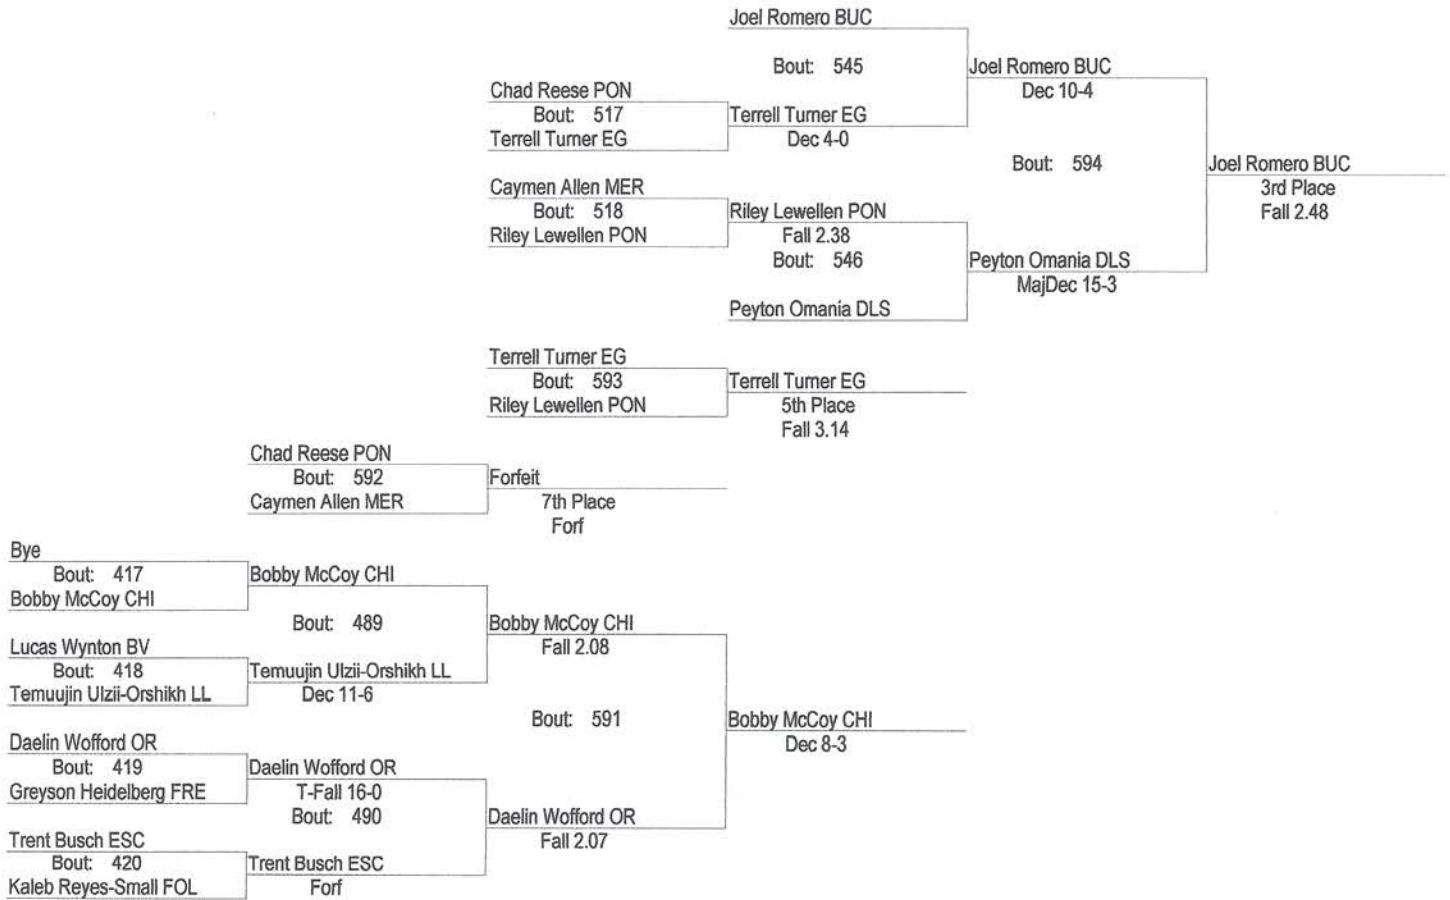 Joel Romero BUC
Bout: 545
Joel Romero BUC
Dec 10-4
Chad Reese PON
Bout: 517
Terrell Turner EG
Terrell Turner EG
Dec 4-0
Bout: 594
Joel Romero BUC
3rd Place
Fall 2.48
Caymen Allen MER
Bout: 518
Riley Lewellen PON
Riley Lewellen PON
Fall 2.38
Bout: 546
Peyton Omania DLS
MajDec 15-3
Peyton Omania DLS
Terrell Turner EG
Bout: 593
Riley Lewellen PON
Terrell Turner EG
5th Place
Fall 3.14
Chad Reese PON
Bout: 592
Caymen Allen MER
Forfeit
7th Place
Forf
Bye
Bout: 417
Bobby McCoy CHI
Bobby McCoy CHI
Bout: 489
Bobby McCoy CHI
Fall 2.08
Lucas Wynton BV
Bout: 418
Temuujin Ulzii-Orshikh LL
Temuujin Ulzii-Orshikh LL
Dec 11-6
Bout: 591
Bobby McCoy CHI
Dec 8-3
Daelin Wofford OR
Bout: 419
Greyson Heidelberg FRE
Daelin Wofford OR
T-Fall 16-0
Bout: 490
Daelin Wofford OR
Fall 2.07
Trent Busch ESC
Bout: 420
Kaleb Reyes-Small FOL
Trent Busch ESC
Forf